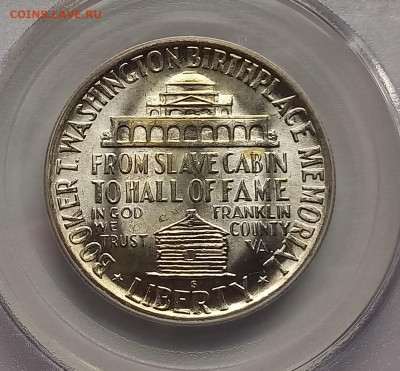 COINS.LAVE.RU
BOOKER T. WASHINGTON BIRTHPLACE MEMORIAL
FROM SLAVE CABIN
TO HALL OF FAME
IN GOD FRANKLIN
WE COUNTY
TRUST VA.
S
LIBERTY